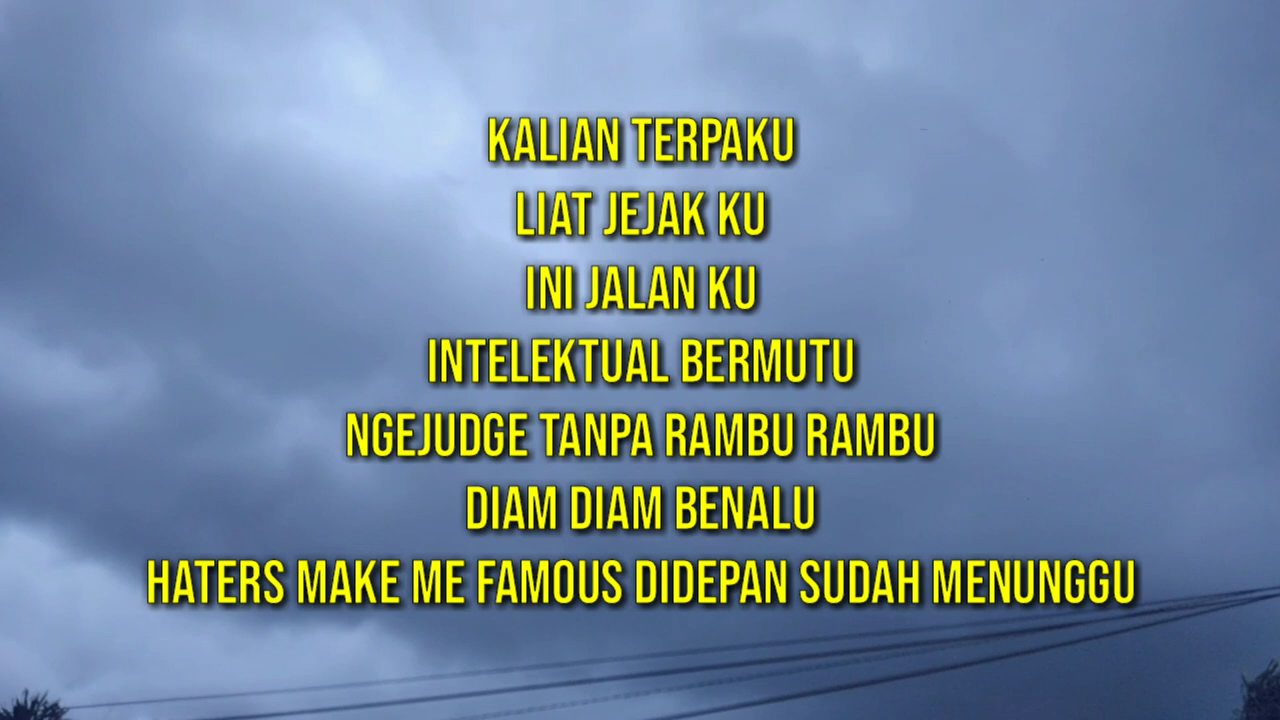 KALIAN TERPAKU
LIAT JEJAK KU
INI JALAN KU
INTELEKTUAL BERMUTU
NGEJUDGE TANPA RAMBU RAMBU
DIAM DIAM BENALU
HATERS MAKE ME FAMOUS DIDEPAN SUDAH MENUNGGU